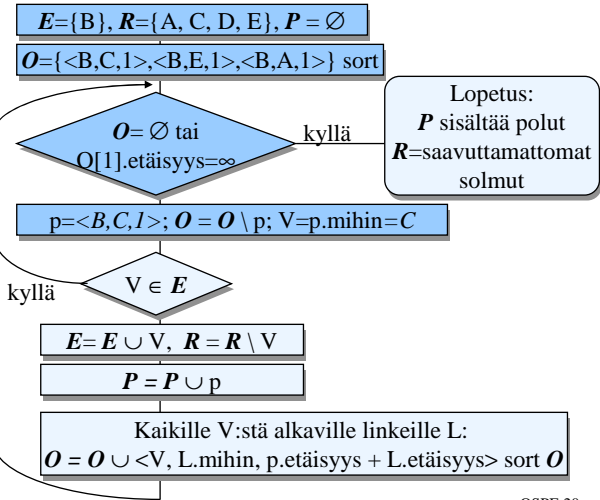 E={B}, R={A, C, D, E}, P = ∅
O={<B,C,1>,<B,E,1>,<B,A,1>} sort
O= ∅ tai
O[1].etäisyys=∞
kyllä
Lopetus:
P sisältää polut
R=saavuttamattomat
solmut
p=<B,C,1>; O = O \ p; V=p.mihin=C
V ∈ E
kyllä
E= E ∪ V, R = R \ V
P = P ∪ p
Kaikille V:stä alkaville linkeille L:
O = O ∪ <V, L.mihin, p.etäisyys + L.etäisyys> sort O